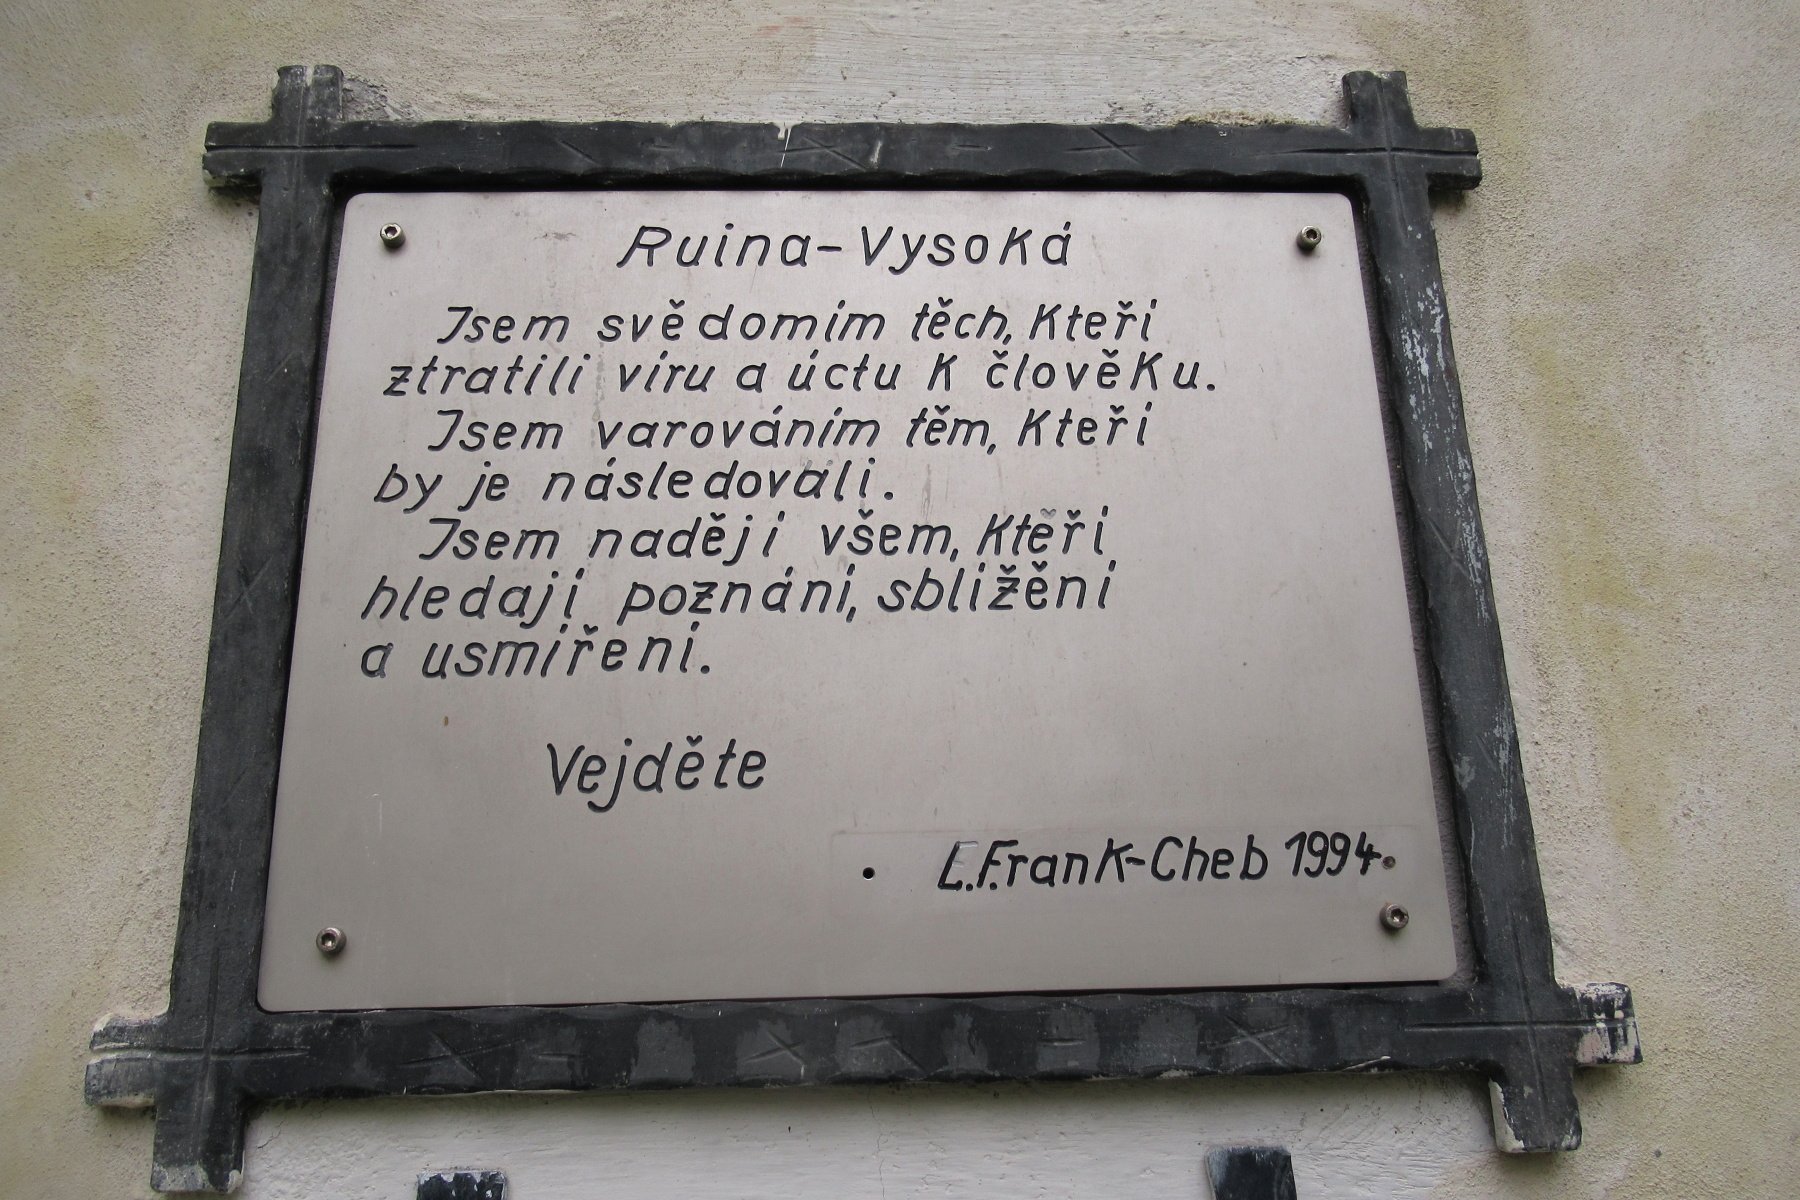 Ruina-Vysoká
Jsem svědomím těch, kteří
ztratili víru a úctu k člověku.
Jsem varováním těm, kteří
by je následovali.
Jsem nadějí všem, kteří
hledají poznání, sblížění
a usmíření.
Vejděte
E.Frank-Cheb 1994